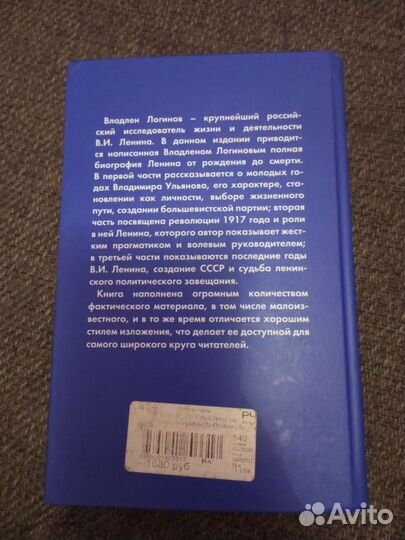 Владлен Логинов – крупнейший россий-
ский исследователь жизни и деятельности
В.И. Ленина. В данном издании приводит-
ся написанная Владленом Логиновым полная
биография Ленина от рождения до смерти.
В первой части рассказывается о молодых го-
дах Владимира Ульянова, его характере, ста-
новлении как личности, выборе жизненного
пути, создании большевистской партии; вторая
часть посвящена революции 1917 года и роли
в ней Ленина, которого автор показывает жест-
ким прагматиком и волевым руководителем;
в третьей части показываются последние годы
В.И. Ленина, создание СССР и судьба ленин-
ского политического завещания.
Книга наполнена огромным количеством
фактического материала, в том числе малоиз-
вестного, и в то же время отличается хорошим
стилем изложения, что делает ее доступной для
самого широкого круга читателей.
540
1680 руб
Avito